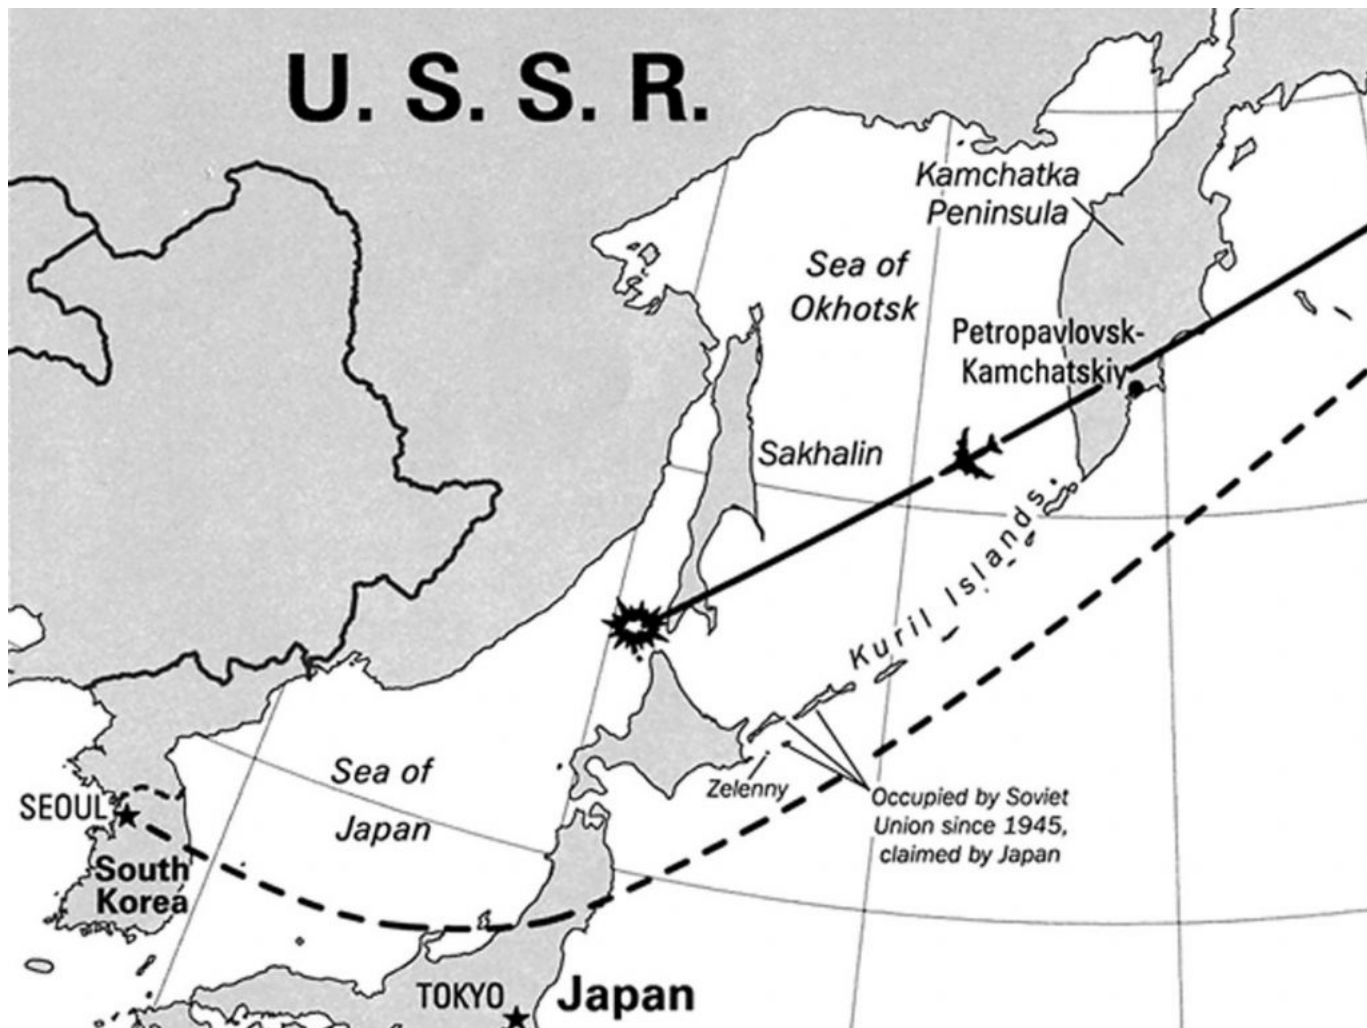 U. S. S. R.
Kamchatka
Peninsula
Sea of
Okhotsk
Petropavlovsk-
Kamchatskiy
Sakhalin
Kuril Islands
Sea of
Japan
Zelenny
Occupied by Soviet
Union since 1945,
claimed by Japan
SEOUL
South
Korea
TOKYO
Japan